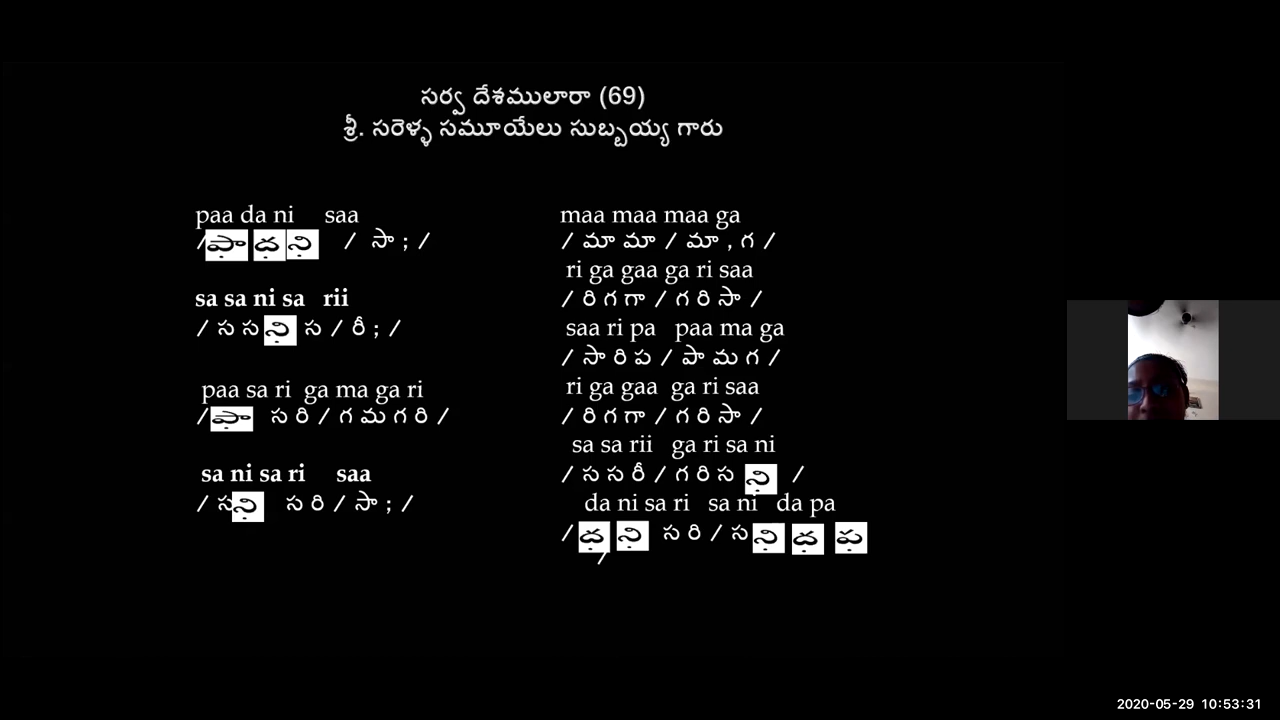 సర్వ దేశములారా (69)
శ్రీ. సరెళ్ళ సమూయేలు సుబ్బయ్య గారు
paa da ni saa
/ పా ధ ని / సా ; /
sa sa ni sa rii
/ స స ని స / రీ ; /
paa sa ri ga ma ga ri
/ పా స రి / గ మ గ రి /
sa ni sa ri saa
/ స ని స రి / సా ; /
maa maa maa ga
/ మా మా / మా , గ /
ri ga gaa ga ri saa
/ రి గ గా / గ రి సా /
saa ri pa paa ma ga
/ సా రి ప / పా మ గ /
ri ga gaa ga ri saa
/ రి గ గా / గ రి సా /
sa sa rii ga ri sa ni
/ స స రీ / గ రి స ని /
da ni sa ri sa ni da pa
/ ధ ని స రి / స ని ధ ప
/
2020-05-29 10:53:31